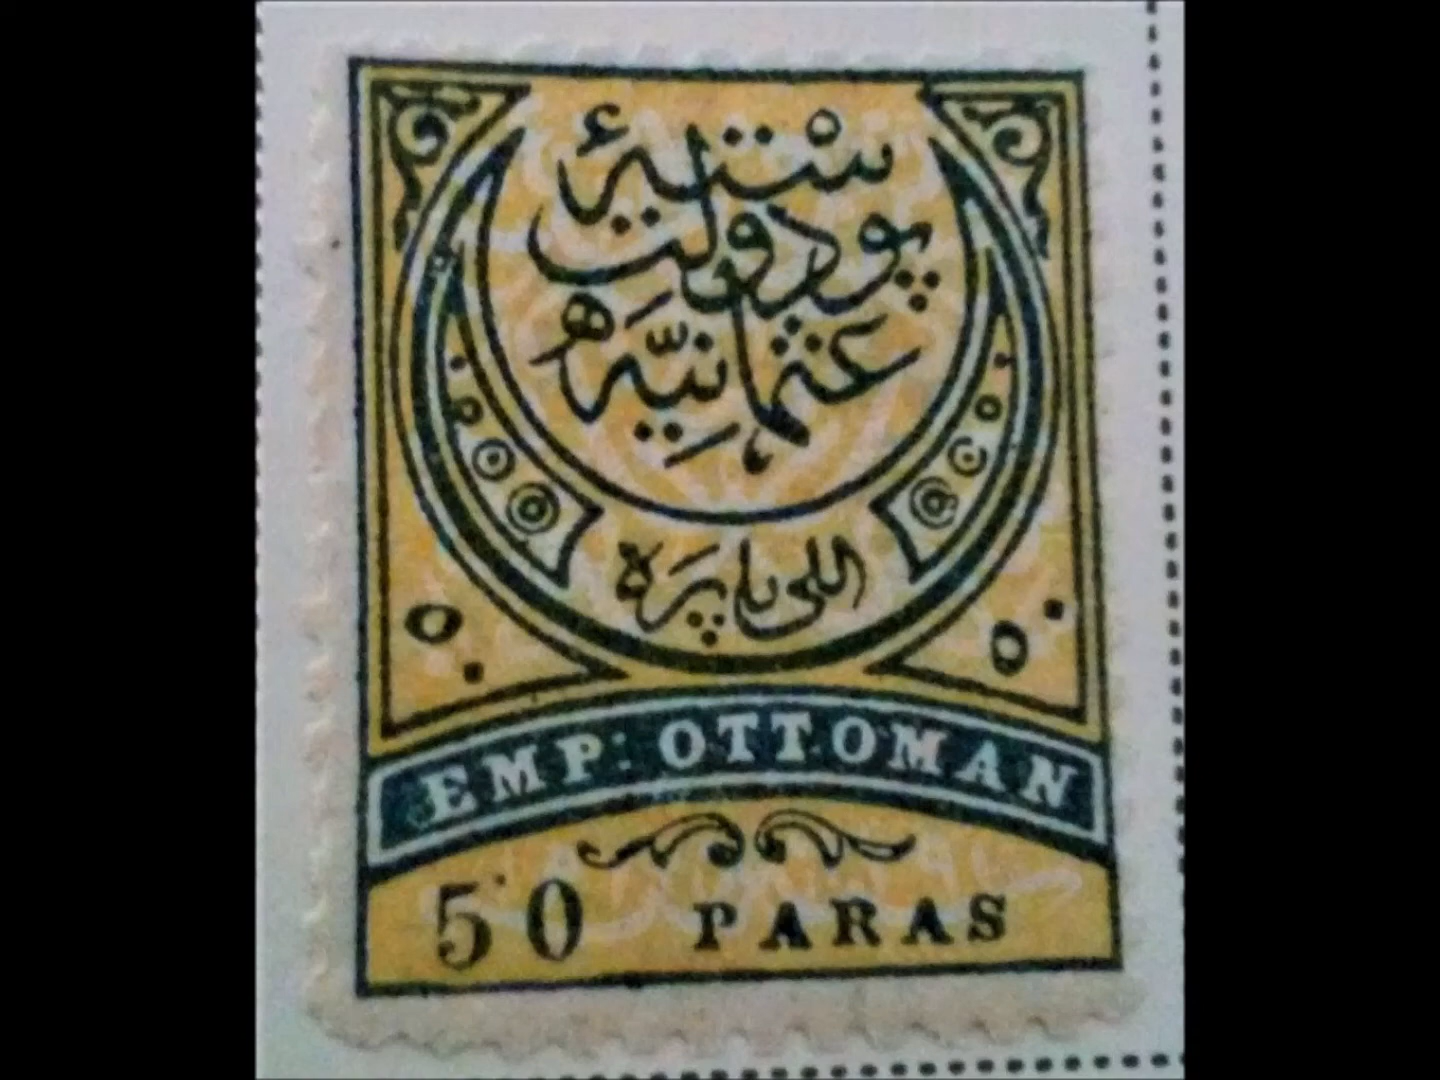 پوستهٔ
دولت
عثمانیه
اللی پاره
٥٠
٥٠
EMP: OTTOMAN
50 PARAS